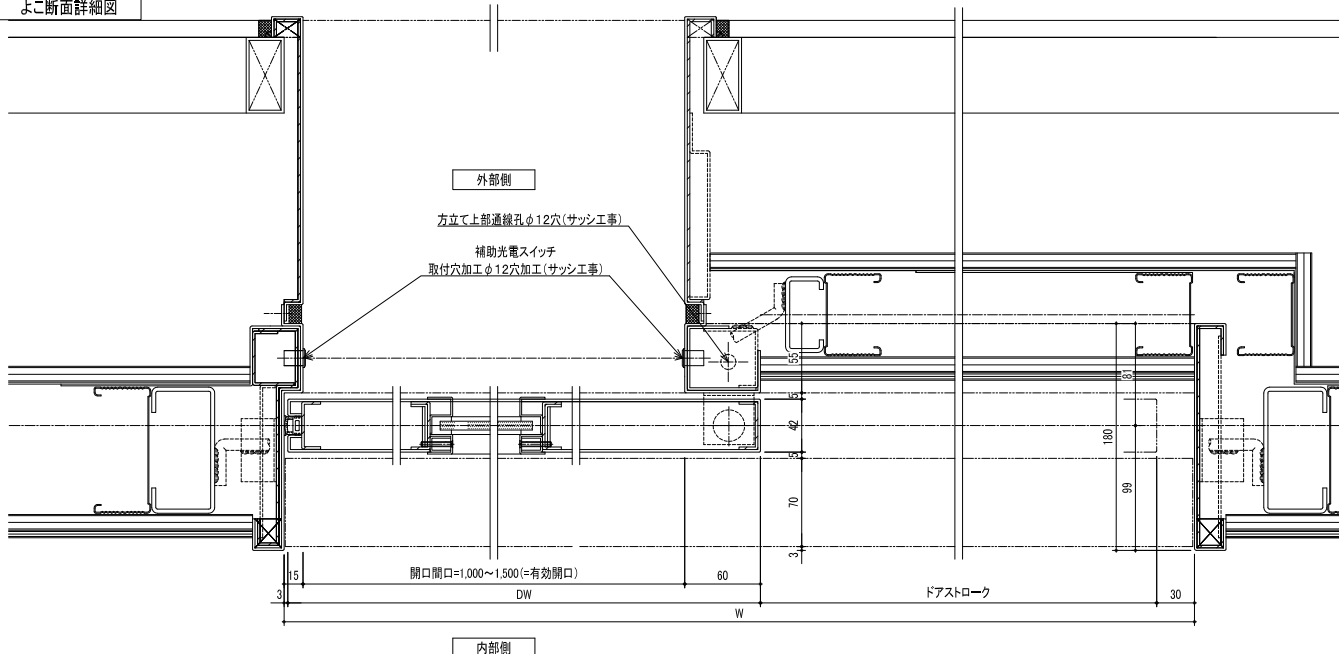 よこ断面詳細図
外部側
方立て上部通線孔φ12穴(サッシ工事)
補助光電スイッチ
取付穴加工φ12穴加工(サッシ工事)
55
81
5
42
180
5
99
70
3
15
開口間口=1,000～1,500(=有効開口)
60
3
DW
ドアストローク
30
W
内部側